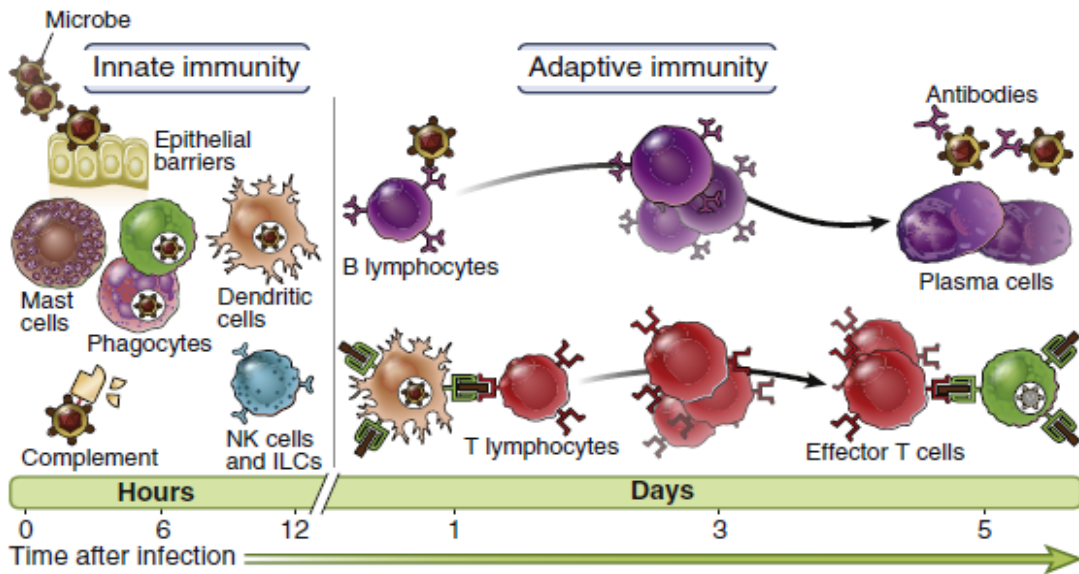 Microbe
Innate immunity
Adaptive immunity
Epithelial
barriers
Antibodies
Mast
cells
Phagocytes
Dendritic
cells
B lymphocytes
Plasma cells
Complement
NK cells
and ILCs
T lymphocytes
Effector T cells
Hours
Days
0
6
12
1
3
5
Time after infection